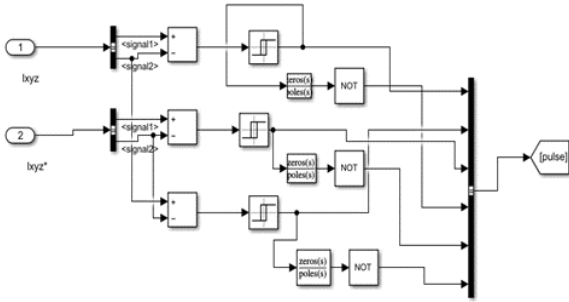 1
Ixyz
<signal1>
<signal2>
+
−
zeros(s)
poles(s)
NOT
2
Ixyz*
<signal1>
<signal2>
+
−
zeros(s)
poles(s)
NOT
+
−
zeros(s)
poles(s)
NOT
[pulse]